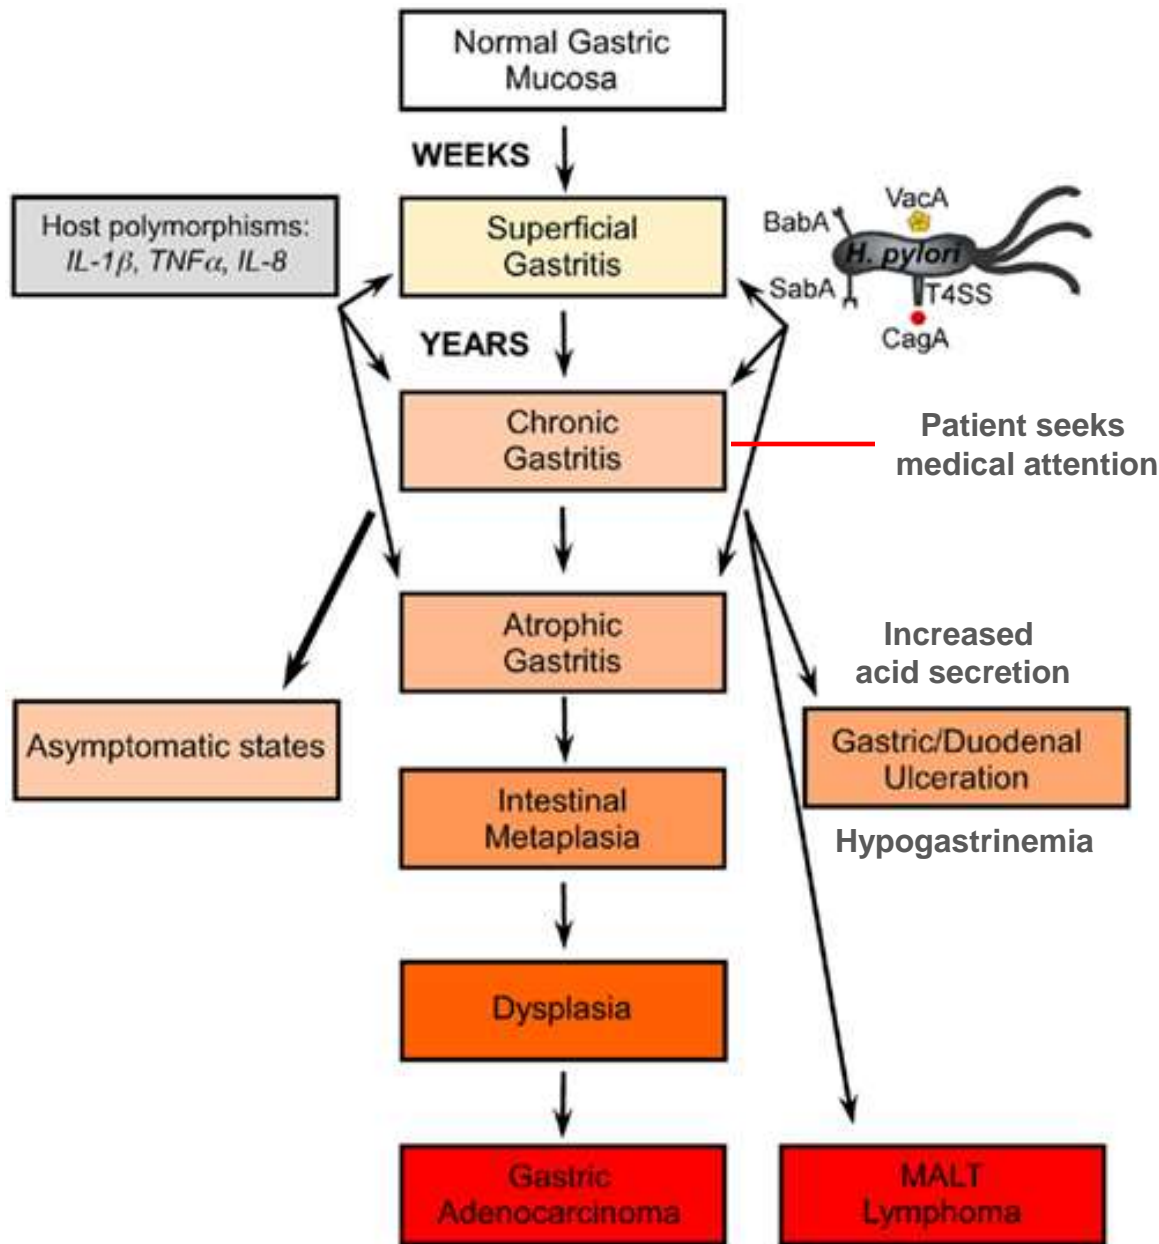 Normal Gastric
Mucosa
WEEKS
Host polymorphisms:
IL-1β, TNFα, IL-8
Superficial
Gastritis
VacA
BabA
H. pylori
SabA
T4SS
CagA
YEARS
Chronic
Gastritis
Patient seeks
medical attention
Atrophic
Gastritis
Increased
acid secretion
Asymptomatic states
Gastric/Duodenal
Ulceration
Intestinal
Metaplasia
Hypogastrinemia
Dysplasia
Gastric
Adenocarcinoma
MALT
Lymphoma